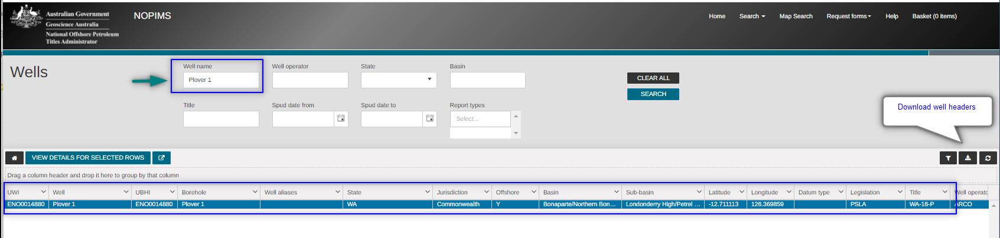 Australian Government
Geoscience Australia
National Offshore Petroleum
Titles Administrator
NOPIMS
Home Search Map Search Request forms Help Basket (0 items)
Wells
Well name Well operator State Basin
Plover 1
CLEAR ALL
SEARCH
Title Spud date from Spud date to Report types
Select...
Download well headers
VIEW DETAILS FOR SELECTED ROWS
Drag a column header and drop it here to group by that column
UWI Well UBHI Borehole Well aliases State Jurisdiction Offshore Basin Sub-basin Latitude Longitude Datum type Legislation Title Well operato
ENO0014880 Plover 1 ENO0014880 Plover 1 WA Commonwealth Y Bonaparte/Northern Bon... Londonderry High/Petrel ... -12.711113 126.369859 PSLA WA-16-P ARCO